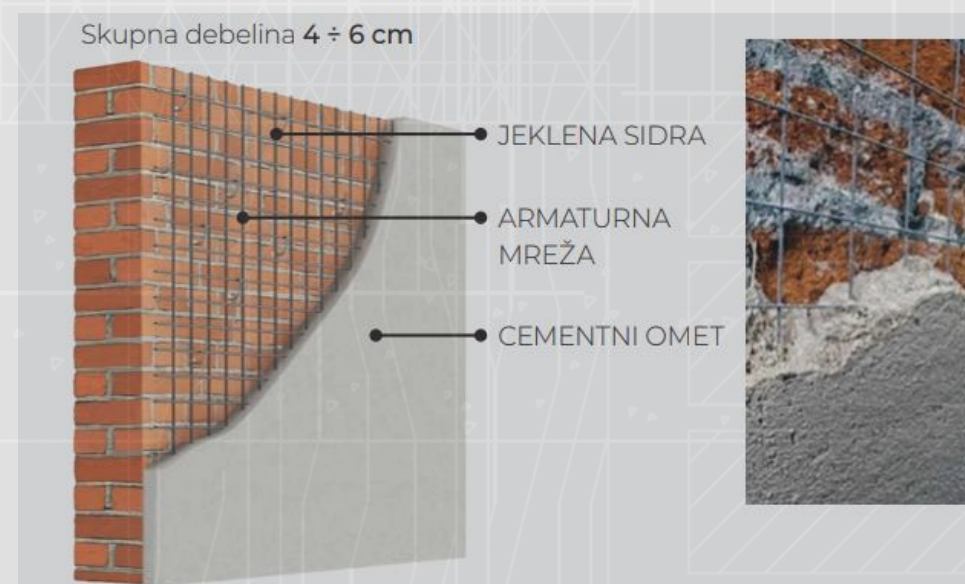 Skupna debelina 4 ÷ 6 cm
JEKLENA SIDRA
ARMATURNA
MREŽA
CEMENTNI OMET